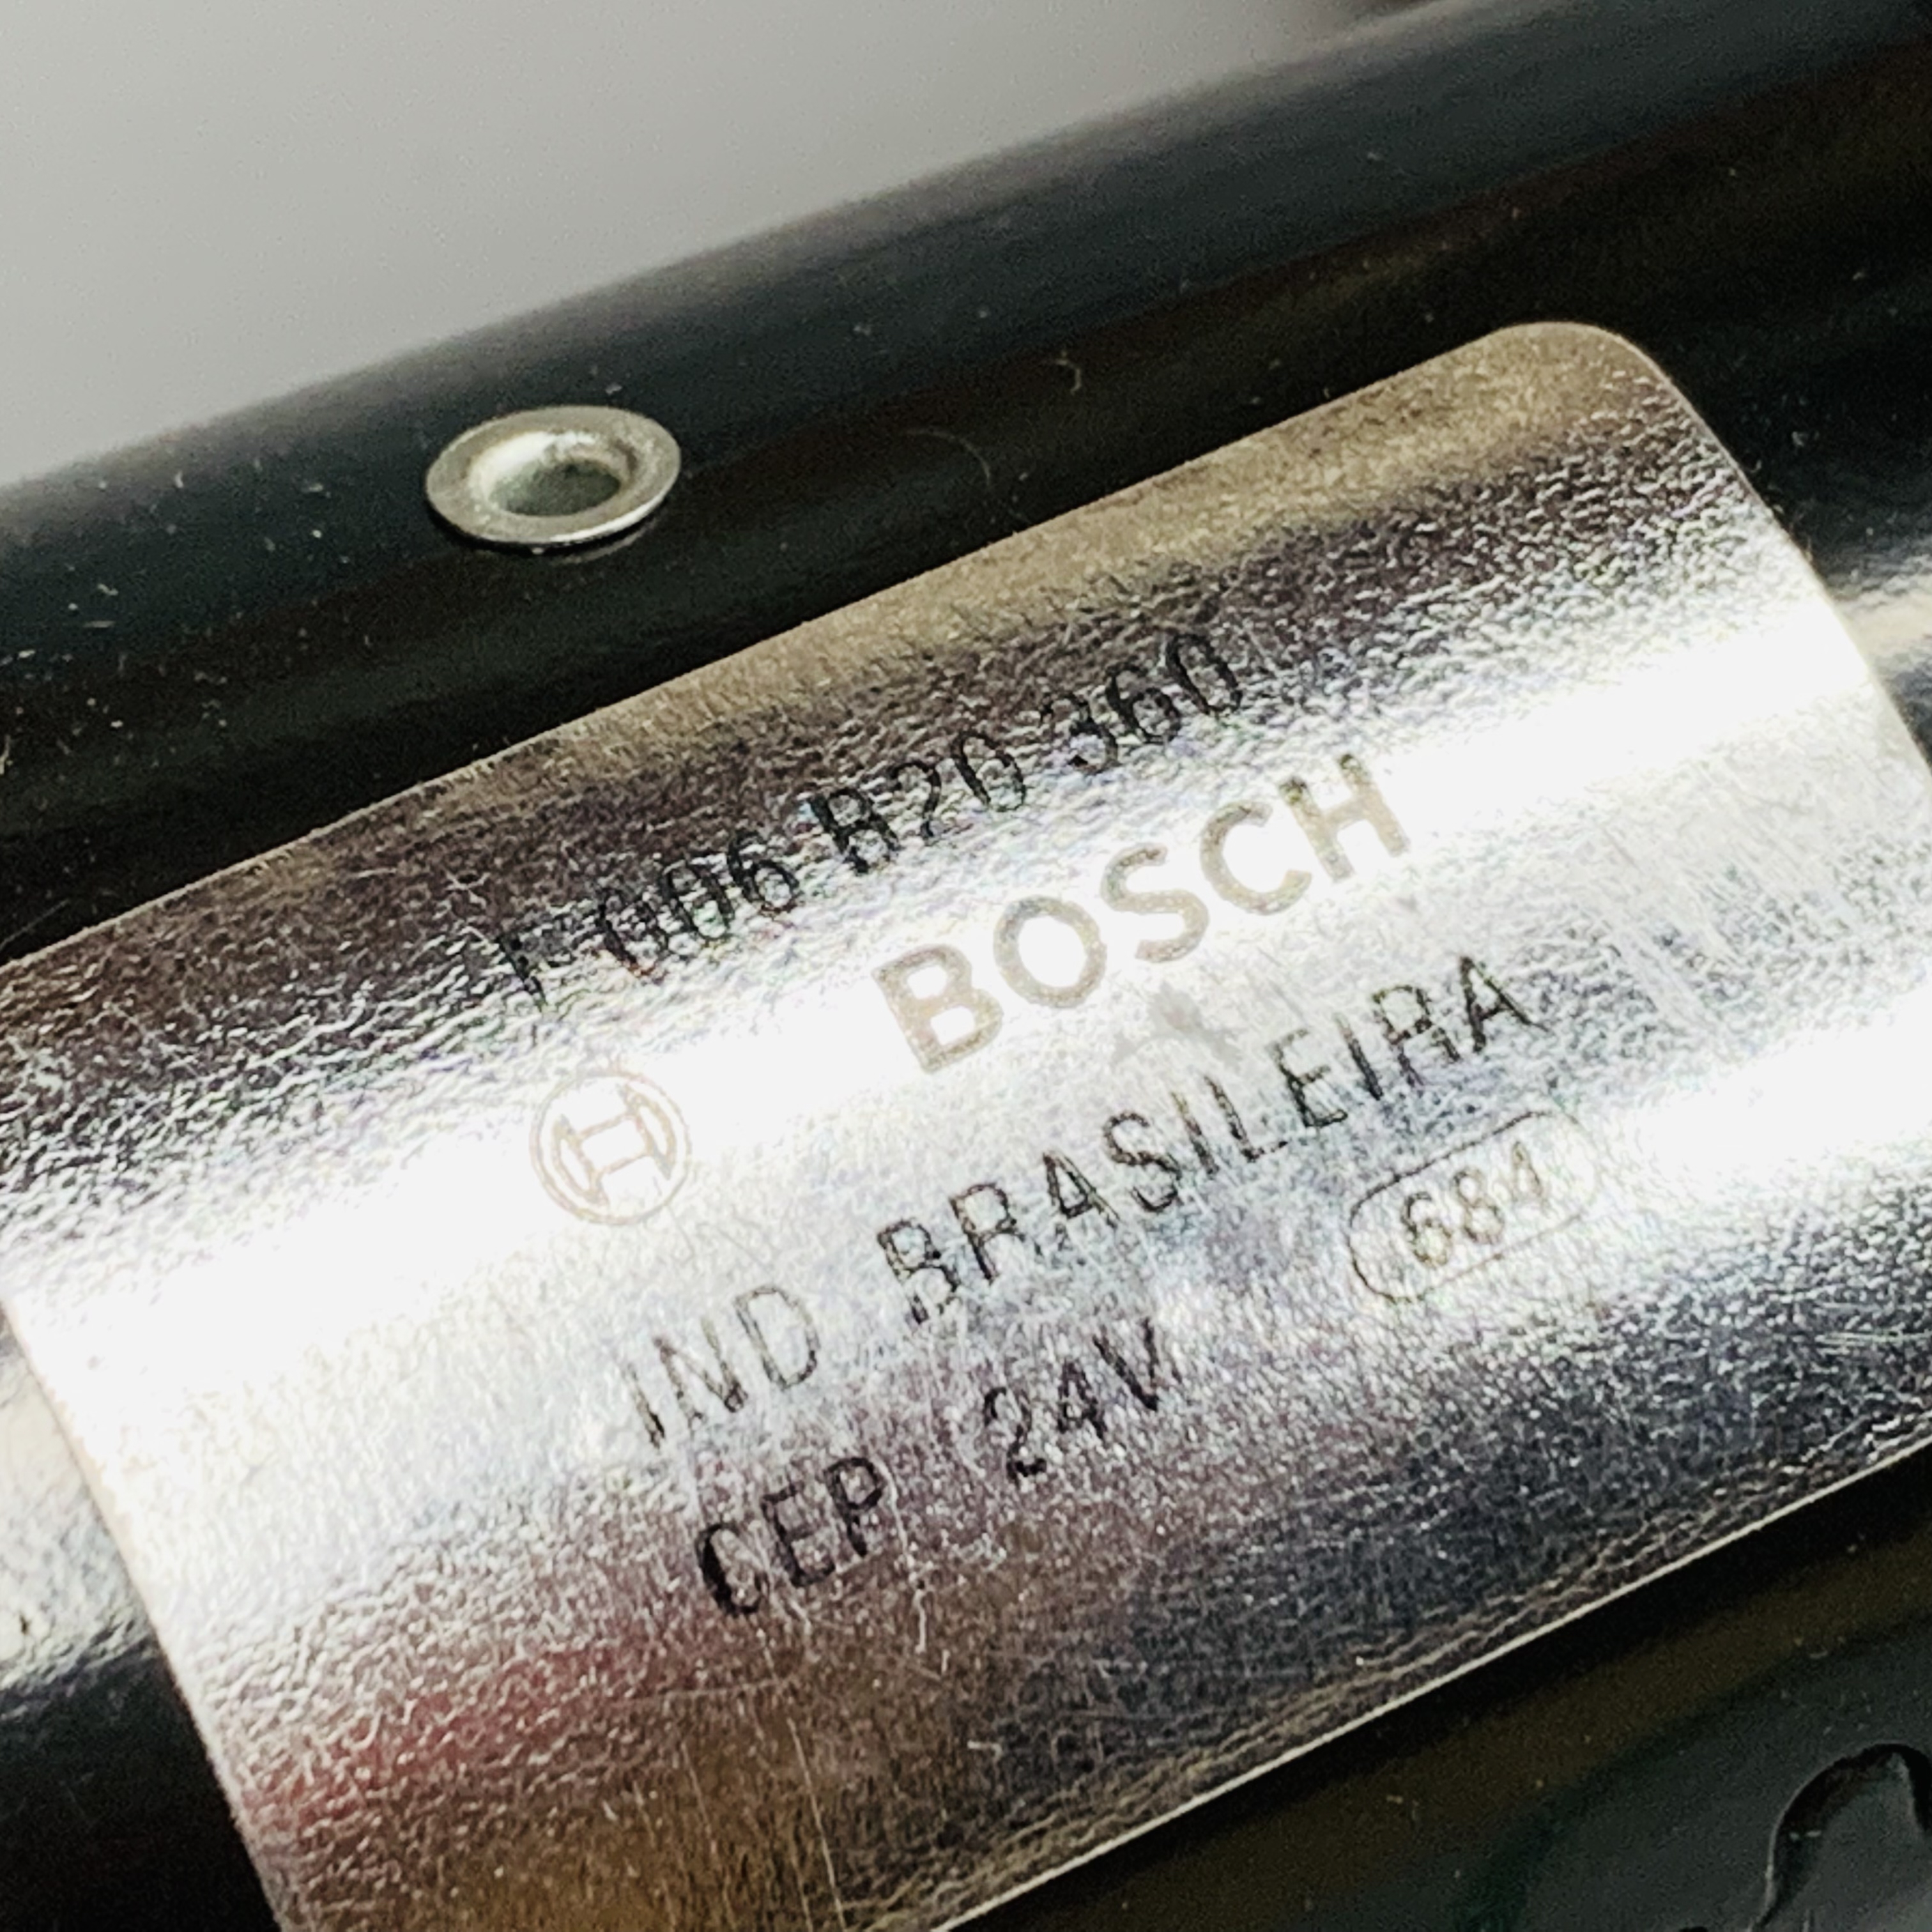 F 006 B20 360
BOSCH
IND BRASILEIRA
684
CEP 24V